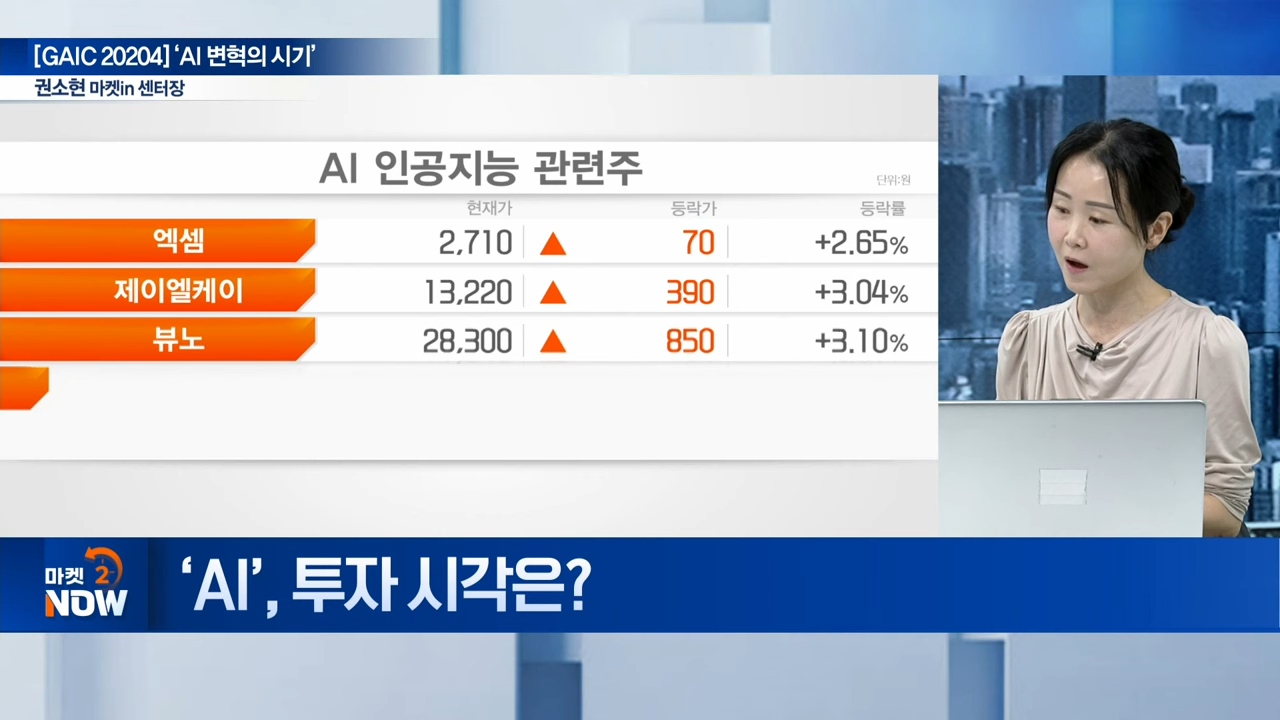 [GAIC 20204] ‘AI 변혁의 시기’
권소현 마켓in 센터장
AI 인공지능 관련주
단위:원
현재가 등락가 등락률
엑셈 2,710 ▲ 70 +2.65%
제이엘케이 13,220 ▲ 390 +3.04%
뷰노 28,300 ▲ 850 +3.10%
마켓 2 NOW
‘AI’, 투자 시각은?